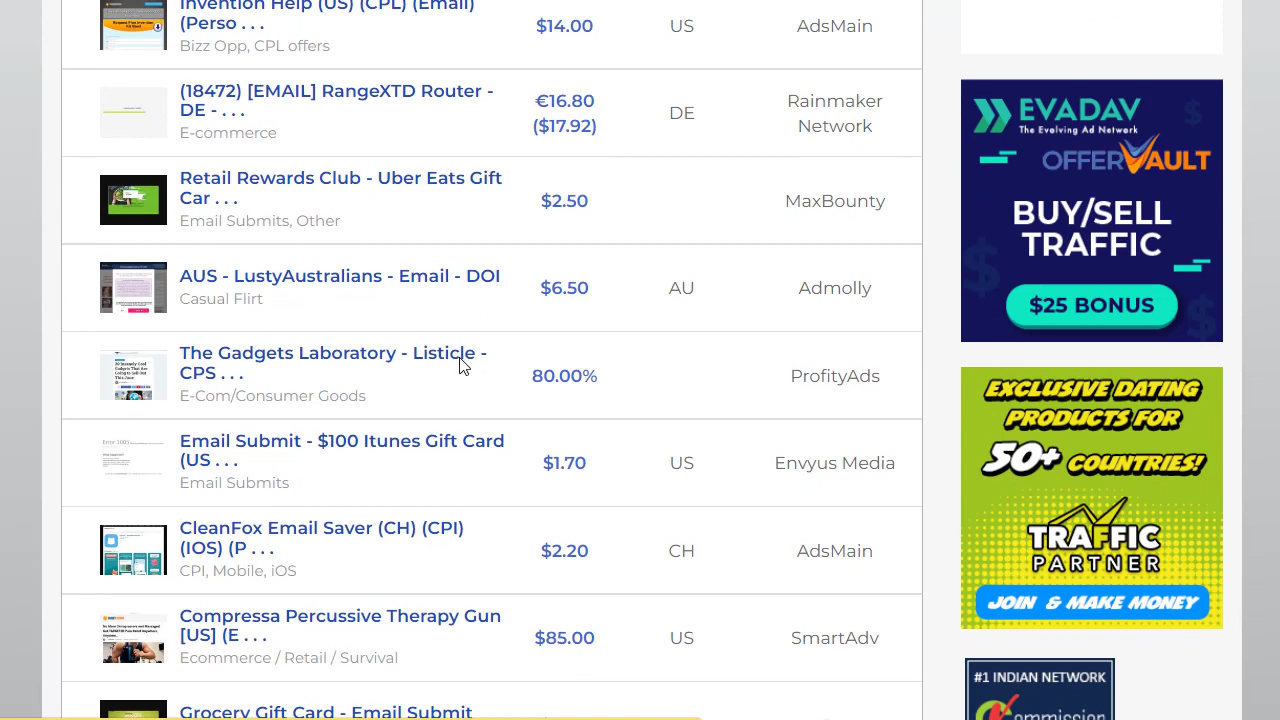 Invention Help (US) (CPL) (Email)
(Perso . . .
Bizz Opp, CPL offers
$14.00
US
AdsMain
(18472) [EMAIL] RangeXTD Router -
DE - . . .
E-commerce
€16.80
($17.92)
DE
Rainmaker
Network
Retail Rewards Club - Uber Eats Gift
Car . . .
Email Submits, Other
$2.50
MaxBounty
AUS - LustyAustralians - Email - DOI
Casual Flirt
$6.50
AU
Admolly
The Gadgets Laboratory - Listicle -
CPS . . .
E-Com/Consumer Goods
80.00%
ProfityAds
Email Submit - $100 Itunes Gift Card
(US . . .
Email Submits
$1.70
US
Envyus Media
CleanFox Email Saver (CH) (CPI)
(IOS) (P . . .
CPI, Mobile, iOS
$2.20
CH
AdsMain
Compressa Percussive Therapy Gun
[US] (E . . .
Ecommerce / Retail / Survival
$85.00
US
SmartAdv
Grocery Gift Card - Email Submit
EVADAV
The Evolving Ad Network
OFFERVAULT
BUY/SELL
TRAFFIC
$25 BONUS
EXCLUSIVE DATING
PRODUCTS FOR
50+ COUNTRIES!
TRAFFIC
PARTNER
JOIN & MAKE MONEY
#1 INDIAN NETWORK